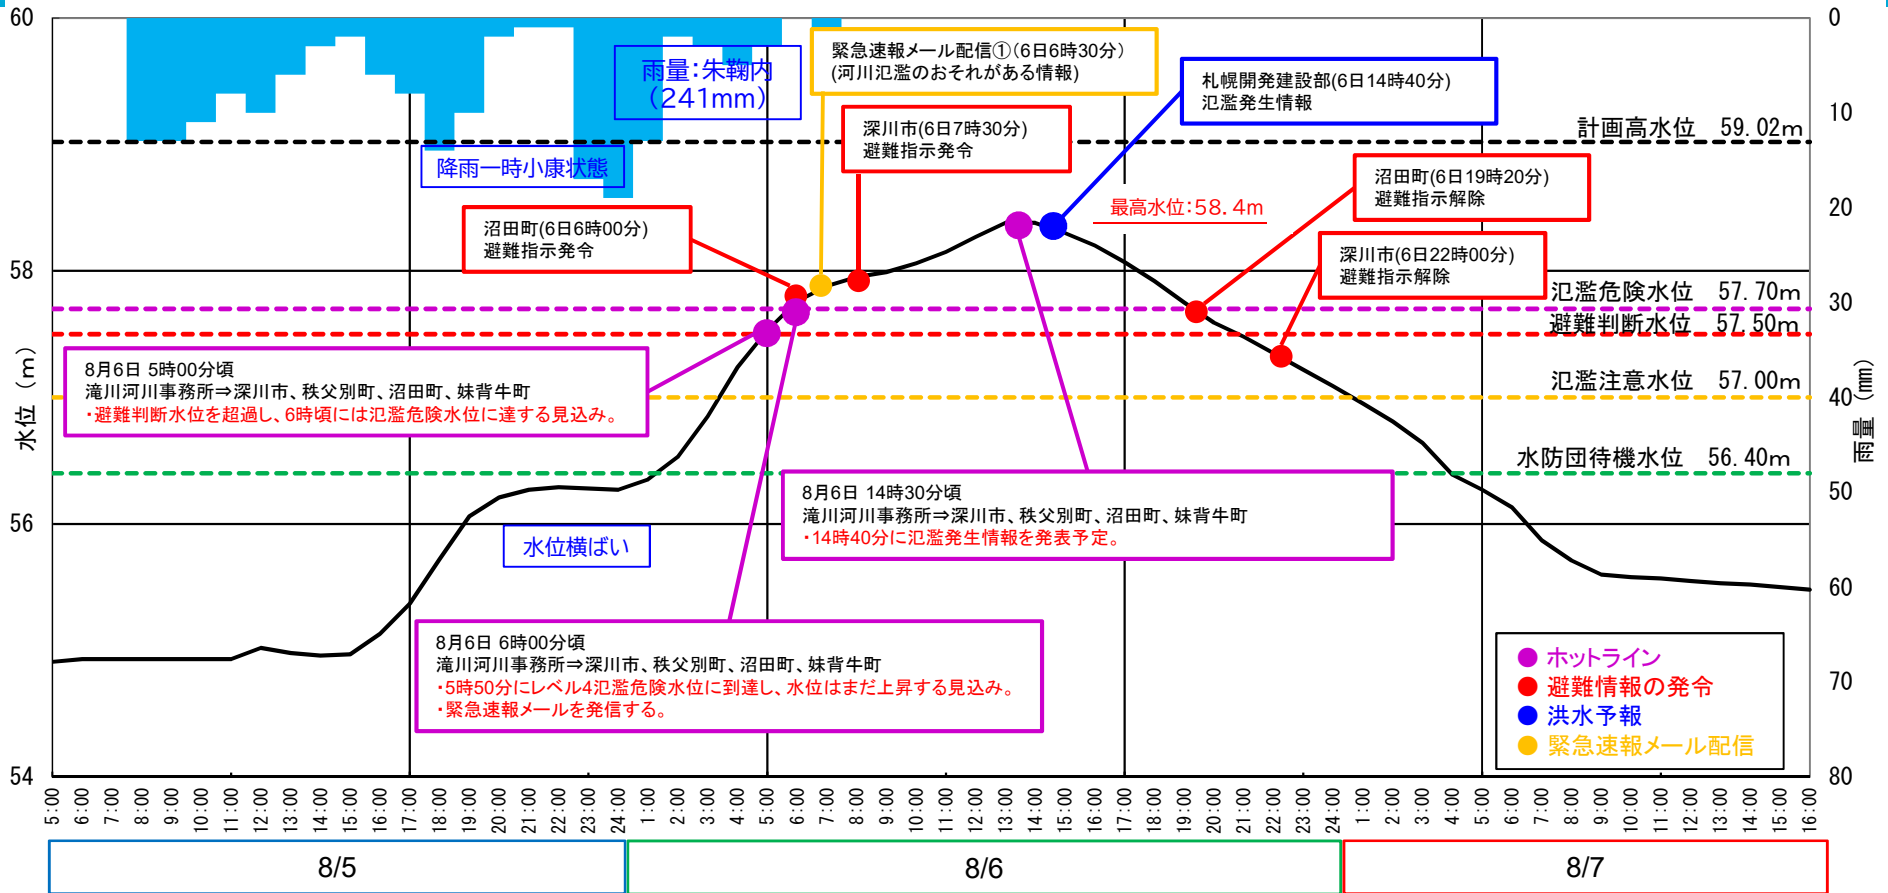 60
58
56
54
水位 (m)
0
10
20
30
40
50
60
70
80
雨量 (㎜)
雨量：朱鞠内
（241mm）
降雨一時小康状態
水位横ばい
緊急速報メール配信①（6日6時30分）
(河川氾濫のおそれがある情報)
深川市(6日7時30分)
避難指示発令
札幌開発建設部(6日14時40分)
氾濫発生情報
沼田町(6日6時00分)
避難指示発令
最高水位：58.4m
沼田町(6日19時20分)
避難指示解除
深川市(6日22時00分)
避難指示解除
計画高水位 59.02m
氾濫危険水位 57.70m
避難判断水位 57.50m
氾濫注意水位 57.00m
水防団待機水位 56.40m
8月6日 5時00分頃
滝川河川事務所⇒深川市、秩父別町、沼田町、妹背牛町
・避難判断水位を超過し、6時頃には氾濫危険水位に達する見込み。
8月6日 14時30分頃
滝川河川事務所⇒深川市、秩父別町、沼田町、妹背牛町
・14時40分に氾濫発生情報を発表予定。
8月6日 6時00分頃
滝川河川事務所⇒深川市、秩父別町、沼田町、妹背牛町
・5時50分にレベル4氾濫危険水位に到達し、水位はまだ上昇する見込み。
・緊急速報メールを発信する。
ホットライン
避難情報の発令
洪水予報
緊急速報メール配信
5:00 6:00 7:00 8:00 9:00 10:00 11:00 12:00 13:00 14:00 15:00 16:00 17:00 18:00 19:00 20:00 21:00 22:00 23:00 24:00 1:00 2:00 3:00 4:00 5:00 6:00 7:00 8:00 9:00 10:00 11:00 12:00 13:00 14:00 15:00 16:00 17:00 18:00 19:00 20:00 21:00 22:00 23:00 24:00 1:00 2:00 3:00 4:00 5:00 6:00 7:00 8:00 9:00 10:00 11:00 12:00 13:00 14:00 15:00 16:00
8/5
8/6
8/7